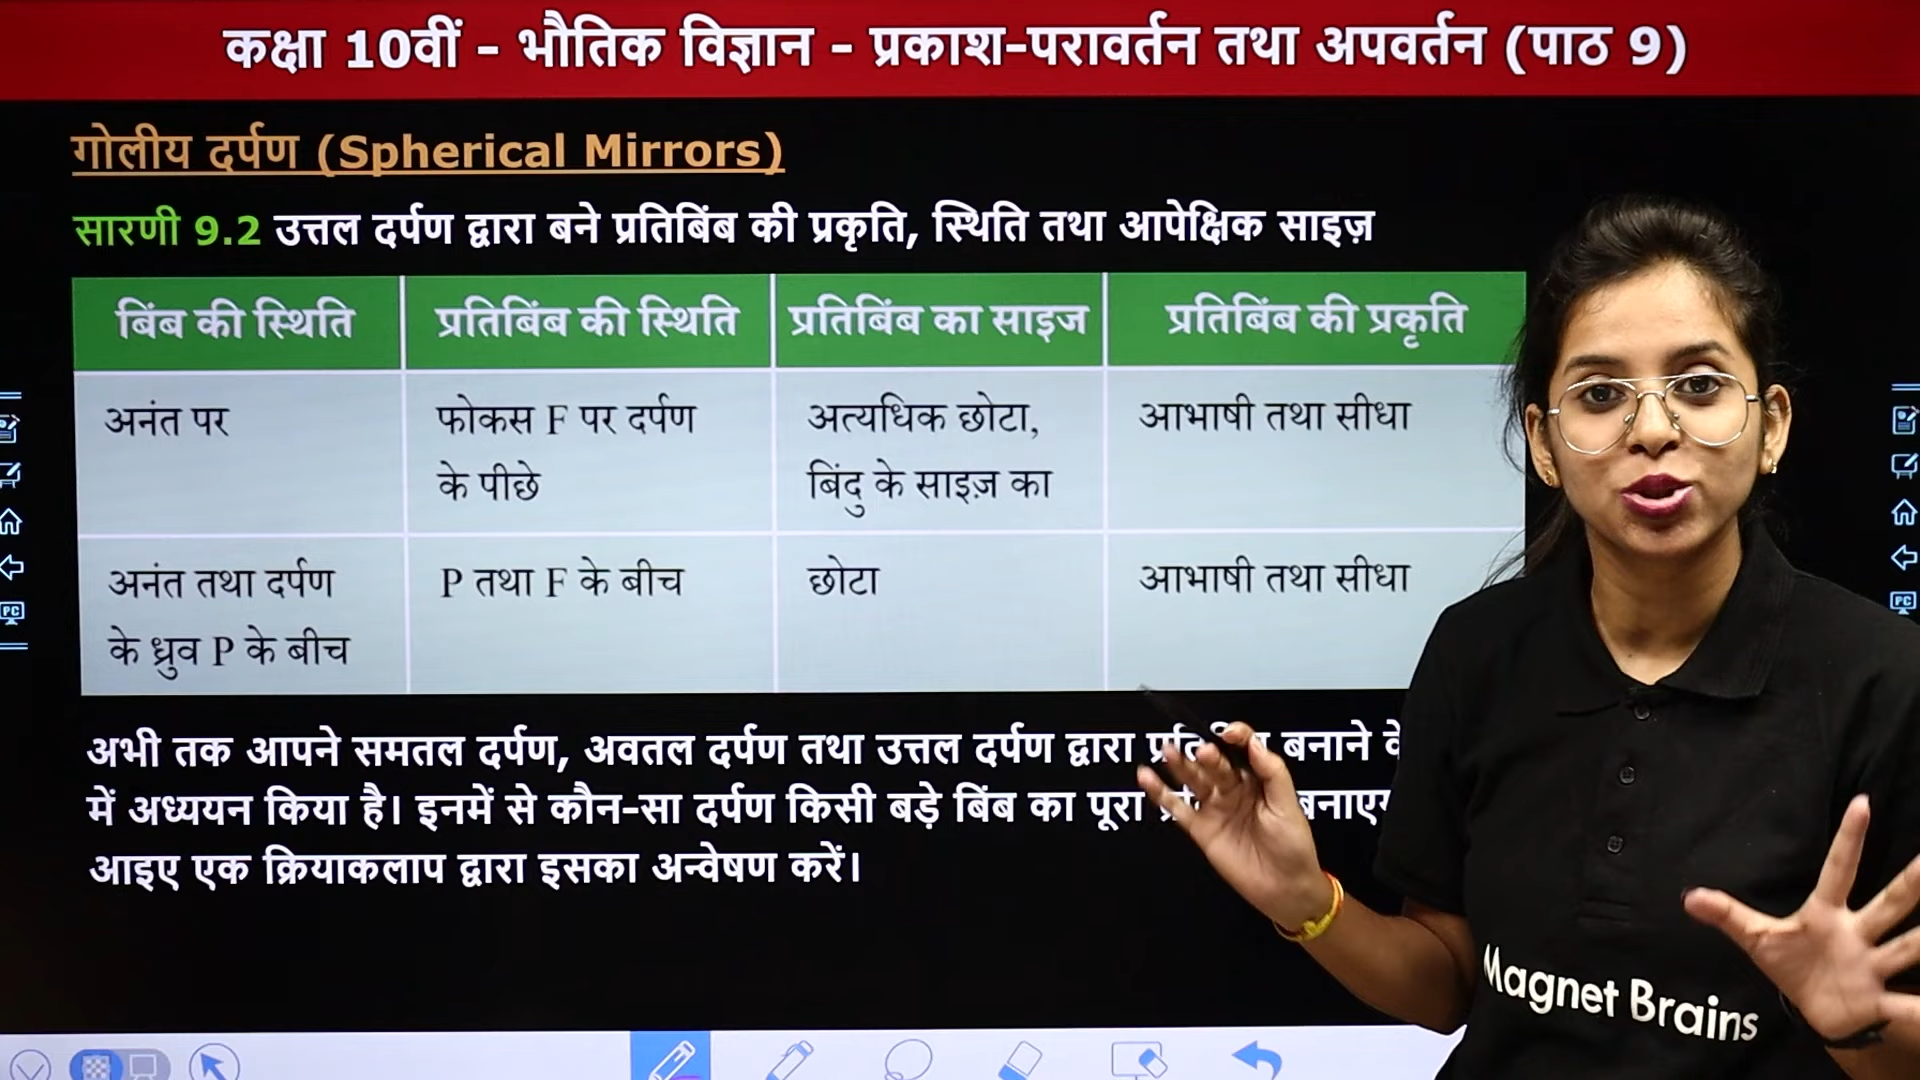 कक्षा 10वीं - भौतिक विज्ञान - प्रकाश-परावर्तन तथा अपवर्तन (पाठ 9)
गोलीय दर्पण (Spherical Mirrors)
सारणी 9.2 उत्तल दर्पण द्वारा बने प्रतिबिंब की प्रकृति, स्थिति तथा आपेक्षिक साइज़
बिंब की स्थिति प्रतिबिंब की स्थिति प्रतिबिंब का साइज प्रतिबिंब की प्रकृति
अनंत पर फोकस F पर दर्पण अत्यधिक छोटा, आभाषी तथा सीधा
के पीछे बिंदु के साइज़ का
अनंत तथा दर्पण P तथा F के बीच छोटा आभाषी तथा सीधा
के ध्रुव P के बीच
अभी तक आपने समतल दर्पण, अवतल दर्पण तथा उत्तल दर्पण द्वारा बनाने
में अध्ययन किया है। इनमें से कौन-सा दर्पण किसी बड़े बिंब का पूरा
आइए एक क्रियाकलाप द्वारा इसका अन्वेषण करें।
Magnet Brains
PC
PC